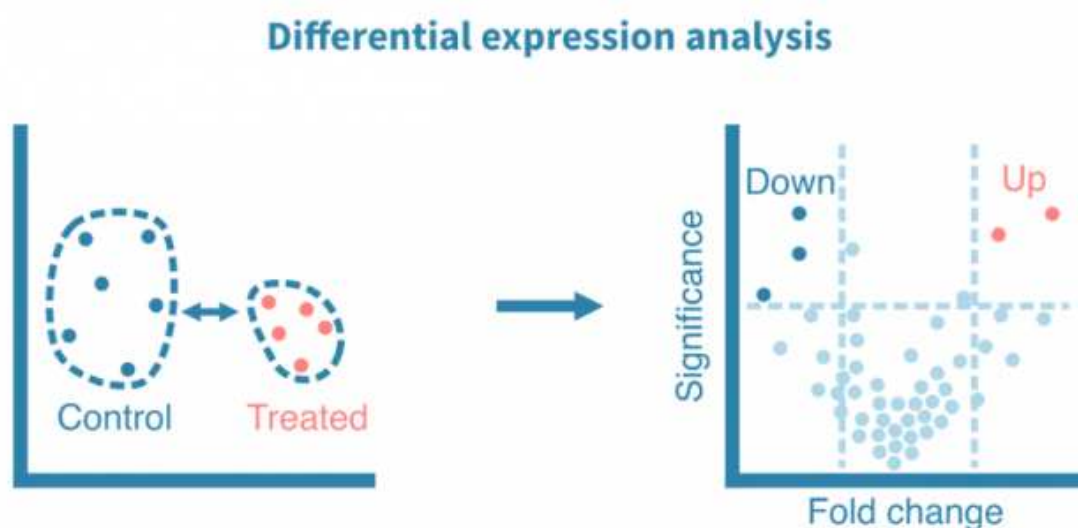 Differential expression analysis
Control
Treated
Down
Up
Significance
Fold change